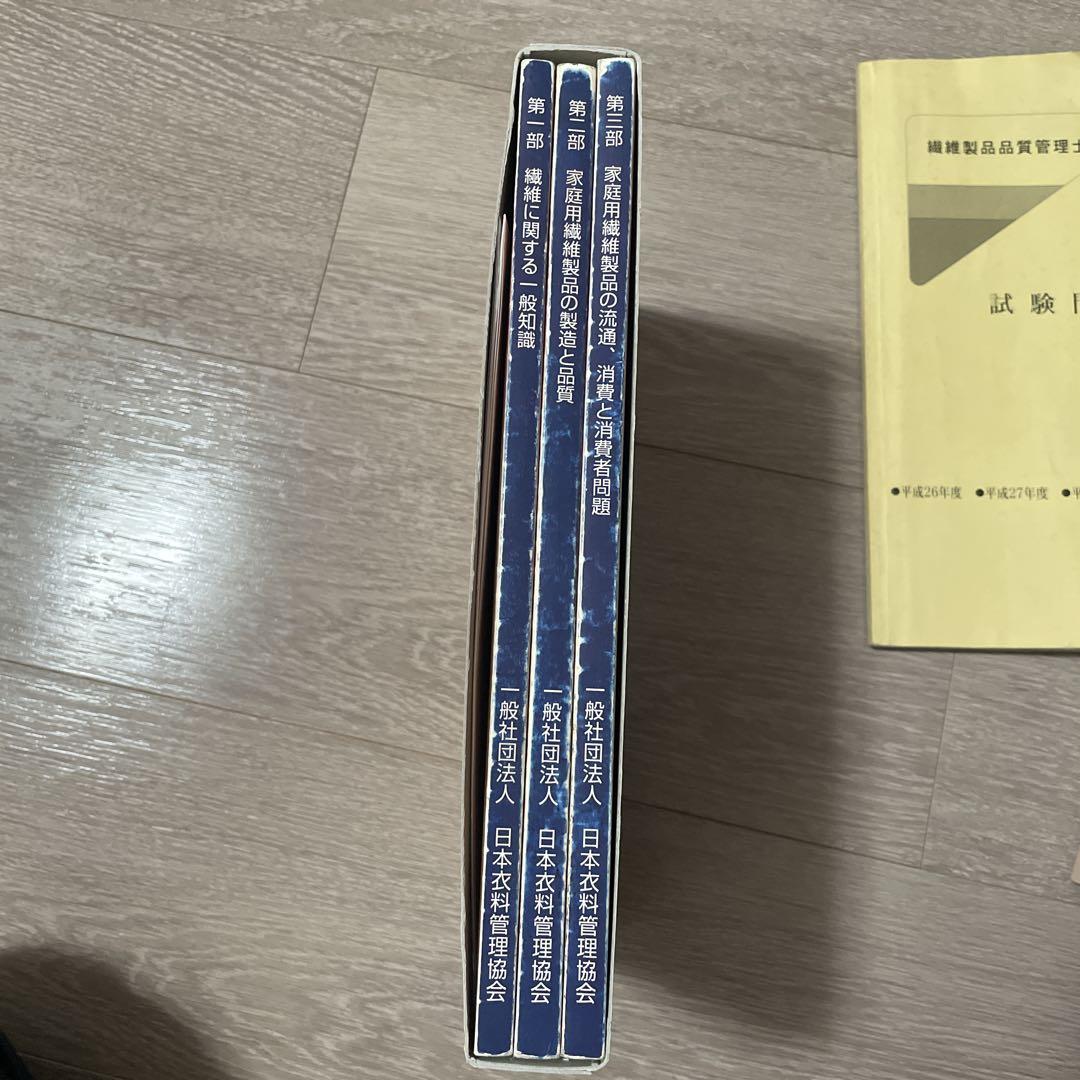 第一部 繊維に関する一般知識 一般社団法人 日本衣料管理協会
第二部 家庭用繊維製品の製造と品質 一般社団法人 日本衣料管理協会
第三部 家庭用繊維製品の流通、消費と消費者問題 一般社団法人 日本衣料管理協会
繊維製品品質管理士
試験
●平成26年度 ●平成27年度 ●平